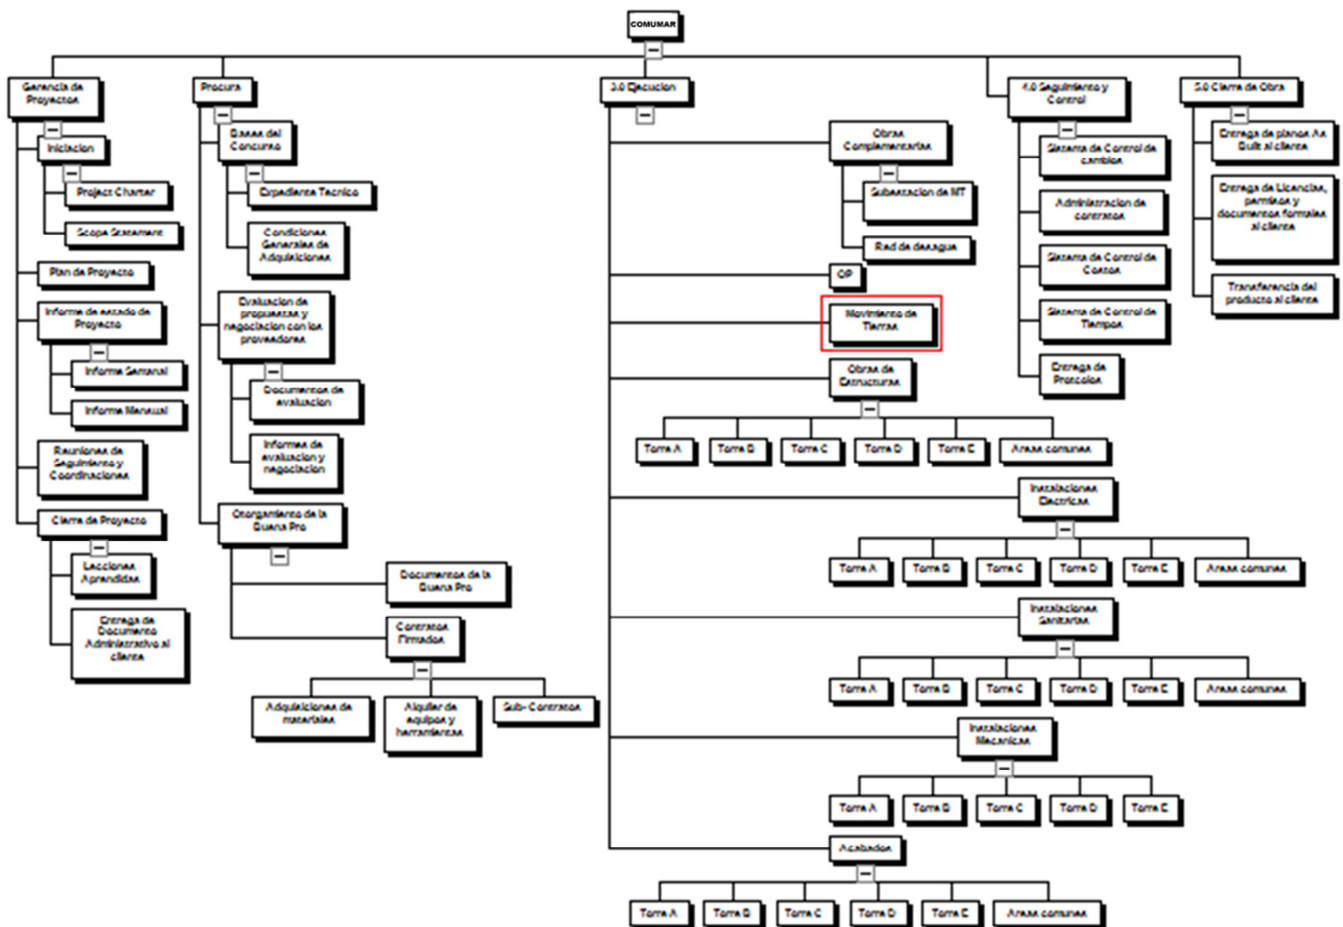 COMUMAR
Gerencia de
Proyectos
Iniciacion
Project Charter
Scope Statement
Plan de Proyecto
Informe de estado de
Proyecto
Informe Semanal
Informe Mensual
Reuniones de
Seguimiento y
Coordinaciones
Cierre de Proyecto
Lecciones
Aprendidas
Entrega de
Documento
Administrativo al
cliente
Procura
Bases del
Concurso
Expediente Tecnico
Condiciones
Generales de
Adquisiciones
Evaluacion de
propuestas y
negociacion con los
proveedores
Documentos de
evaluacion
Informes de
evaluacion y
negociacion
Otorgamiento de la
Buena Pro
Documentos de la
Buena Pro
Contratos
Firmados
Adquisiciones de
materiales
Alquiler de
equipos y
herramientas
Sub- Contratos
3.0 Ejecucion
Obras
Complementarias
Subestacion de MT
Red de desague
OP
Movimiento de
Tierras
Obras de
Estructuras
Torre A
Torre B
Torre C
Torre D
Torre E
Areas comunes
Instalaciones
Electricas
Torre A
Torre B
Torre C
Torre D
Torre E
Areas comunes
Instalaciones
Sanitarias
Torre A
Torre B
Torre C
Torre D
Torre E
Areas comunes
Instalaciones
Mecanicas
Torre A
Torre B
Torre C
Torre D
Torre E
Acabados
Torre A
Torre B
Torre C
Torre D
Torre E
Areas comunes
4.0 Seguimiento y
Control
Sistema de Control de
cambios
Administracion de
contratos
Sistema de Control de
Costos
Sistema de Control de
Tiempos
Entrega de
Protcolos
5.0 Cierre de Obra
Entrega de planos As
Built al cliente
Entrega de Licencias,
permisos y
documentos formales
al cliente
Transferencia del
producto al cliente